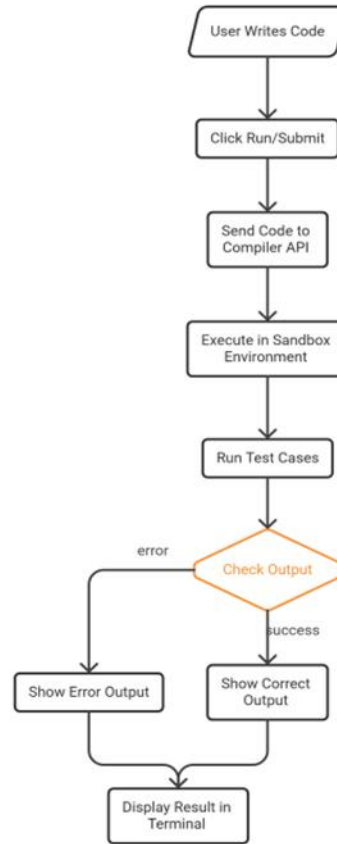 User Writes Code
Click Run/Submit
Send Code to
Compiler API
Execute in Sandbox
Environment
Run Test Cases
Check Output
error
success
Show Error Output
Show Correct
Output
Display Result in
Terminal